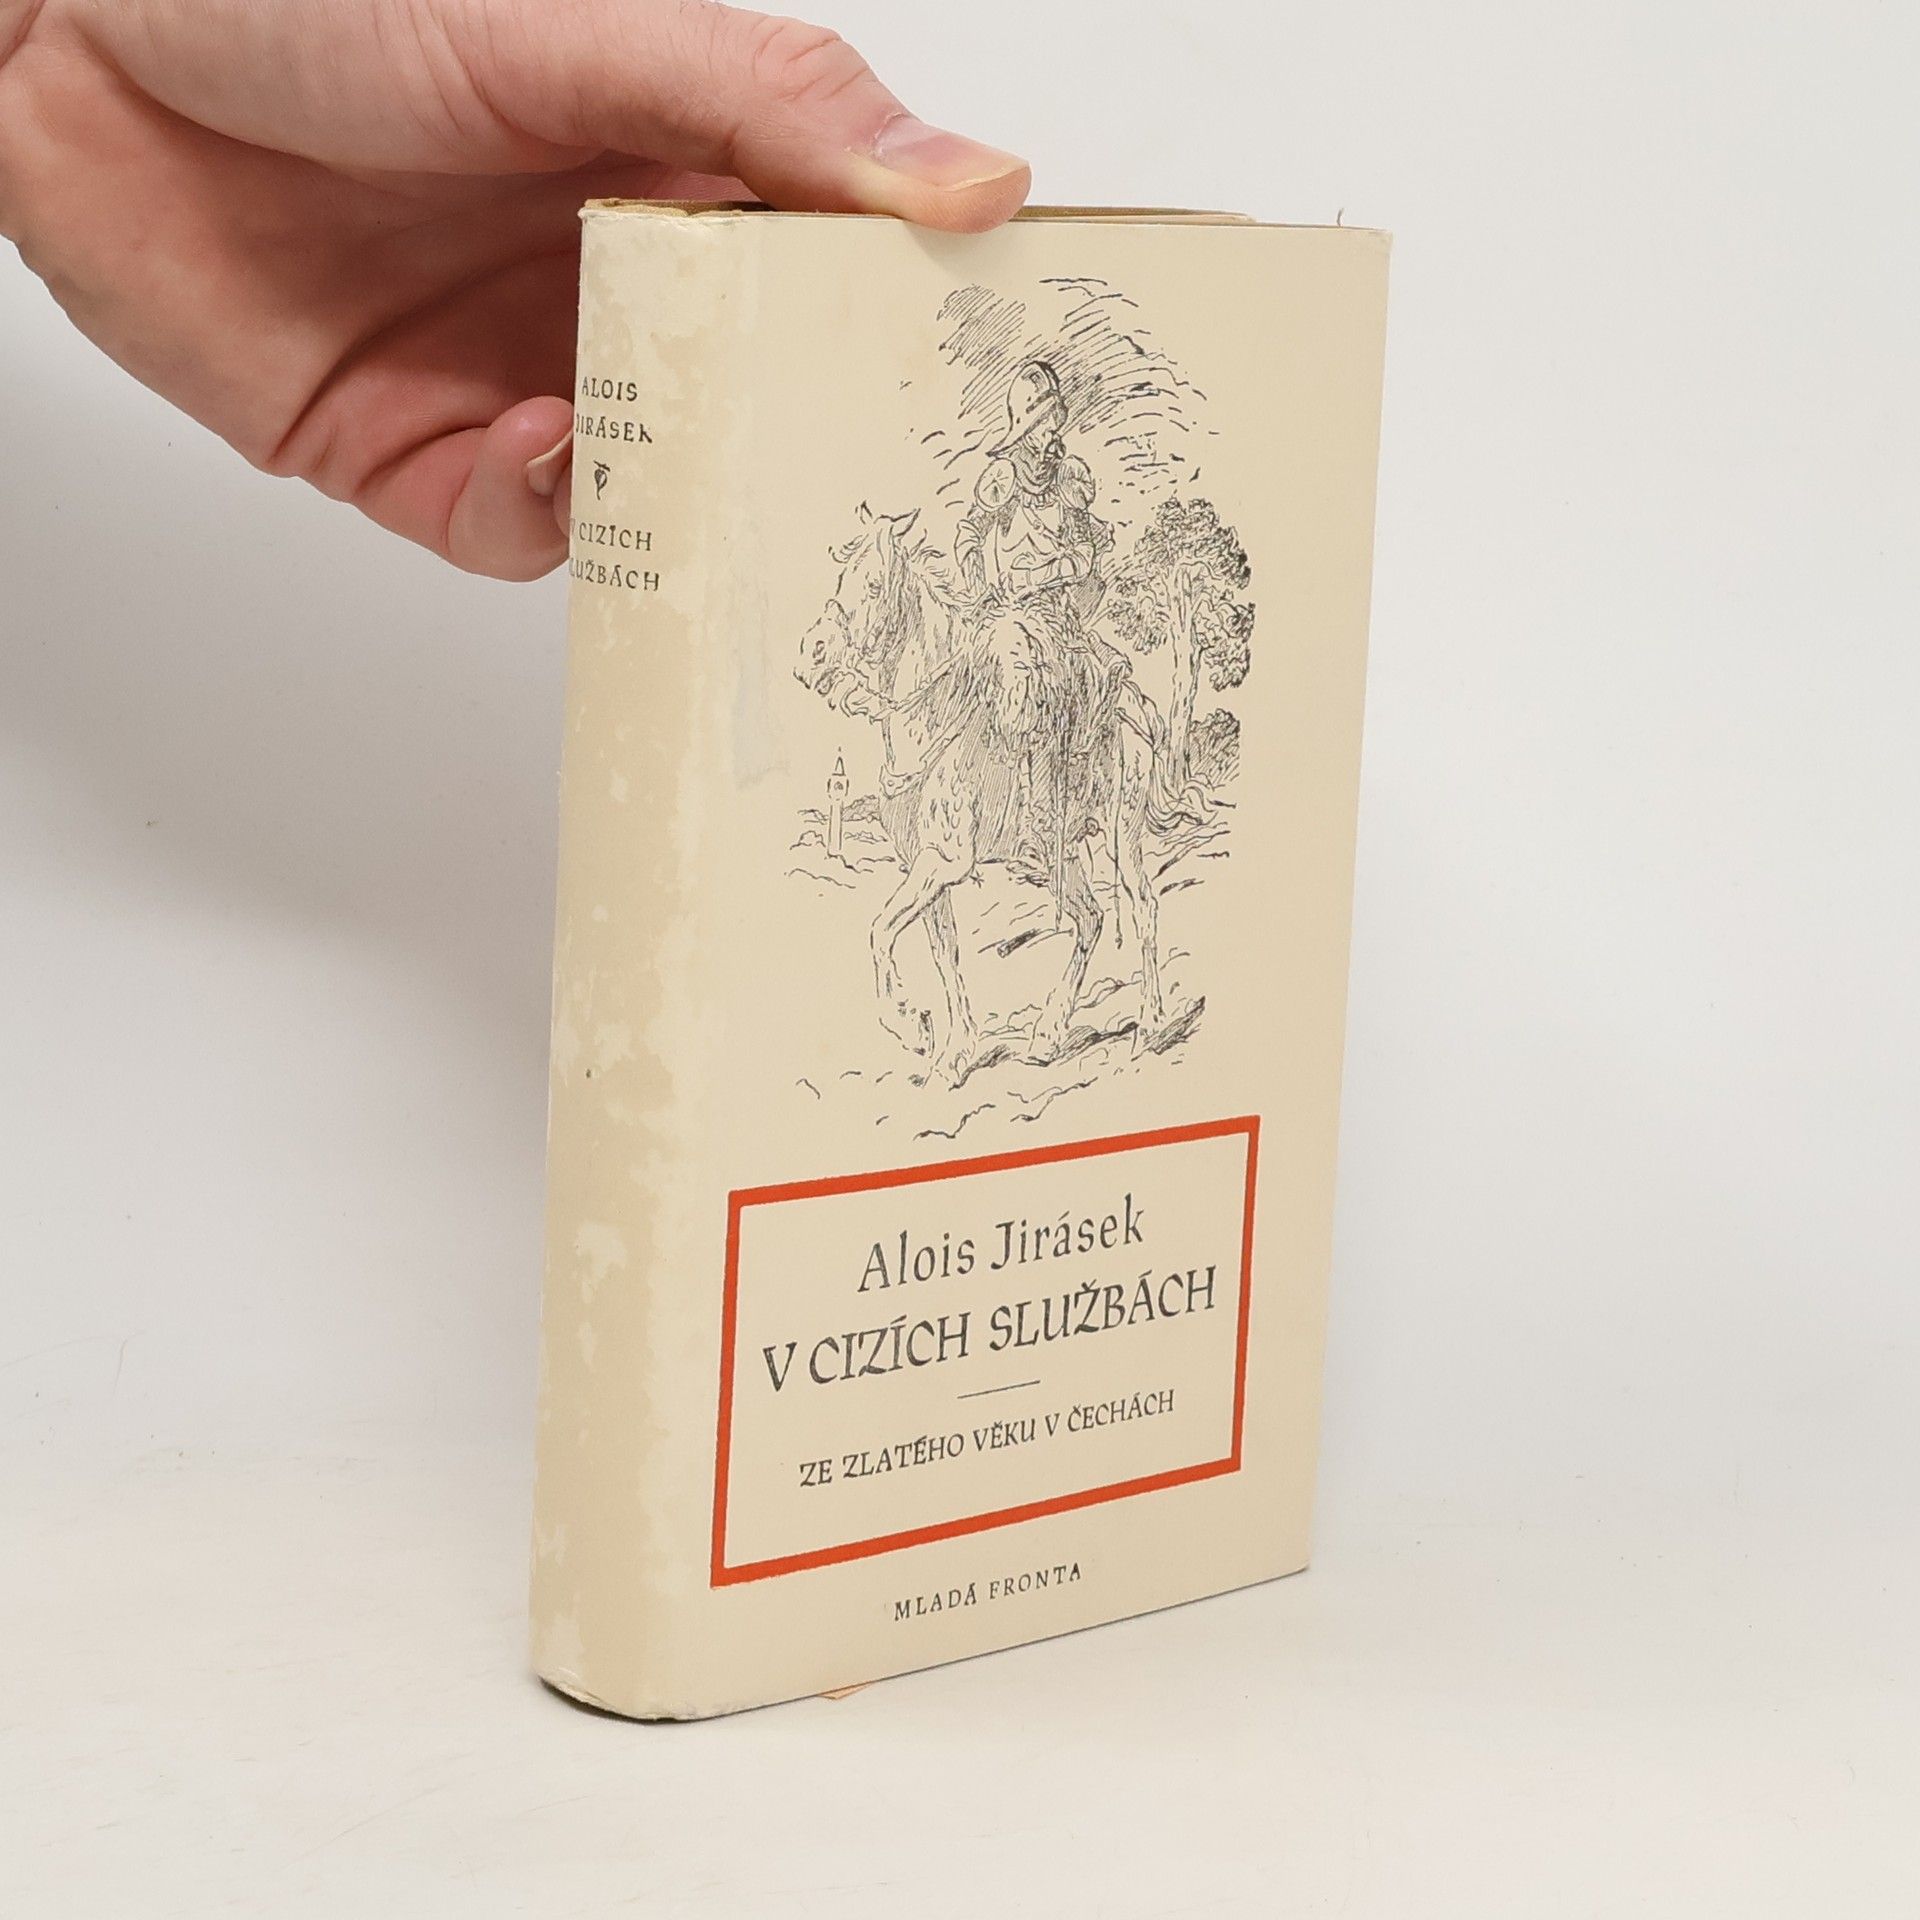 ALOIS
JIRÁSEK
V CIZÍCH
SLUŽBÁCH
Alois Jirásek
V CIZÍCH SLUŽBÁCH
ZE ZLATÉHO VĚKU V ČECHÁCH
MLADÁ FRONTA